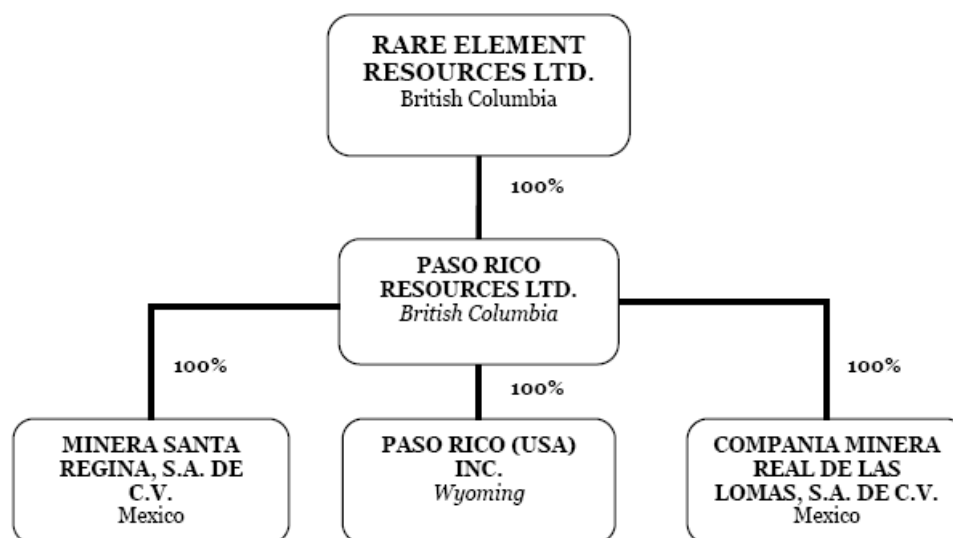 RARE ELEMENT
RESOURCES LTD.
British Columbia
100%
PASO RICO
RESOURCES LTD.
British Columbia
100%
100%
100%
MINERA SANTA
REGINA, S.A. DE
C.V.
Mexico
PASO RICO (USA)
INC.
Wyoming
COMPANIA MINERA
REAL DE LAS
LOMAS, S.A. DE C.V.
Mexico